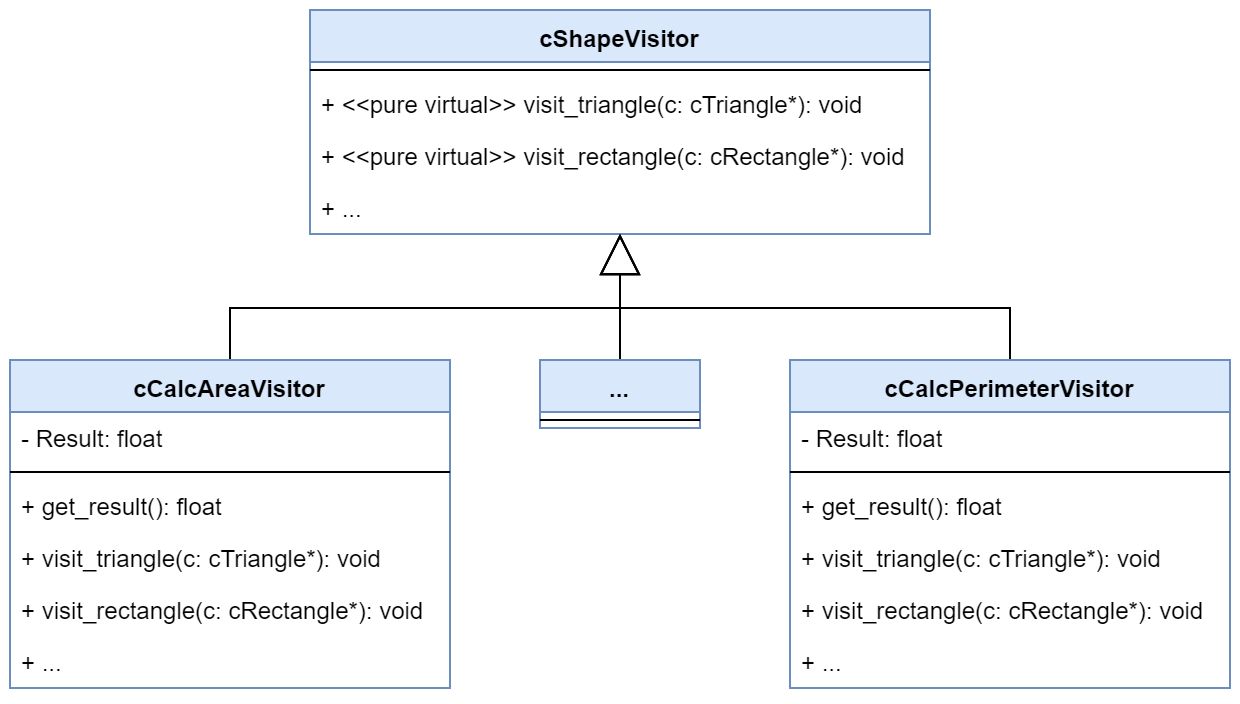 cShapeVisitor
+ <<pure virtual>> visit_triangle(c: cTriangle*): void
+ <<pure virtual>> visit_rectangle(c: cRectangle*): void
+ ...
cCalcAreaVisitor
- Result: float
+ get_result(): float
+ visit_triangle(c: cTriangle*): void
+ visit_rectangle(c: cRectangle*): void
+ ...
...
cCalcPerimeterVisitor
- Result: float
+ get_result(): float
+ visit_triangle(c: cTriangle*): void
+ visit_rectangle(c: cRectangle*): void
+ ...